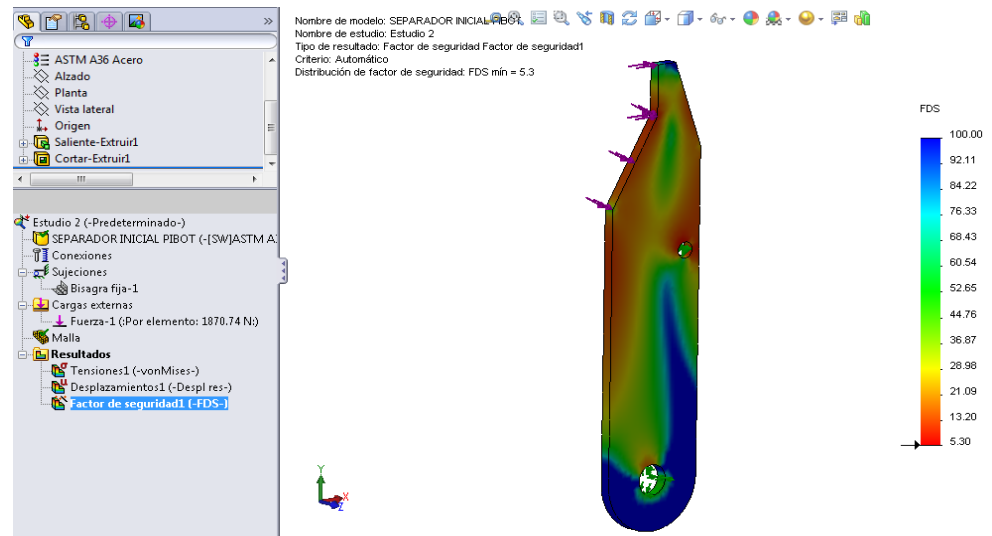 »
ASTM A36 Acero
Alzado
Planta
Vista lateral
Origen
Saliente-Extruir1
Cortar-Extruir1
Estudio 2 (-Predeterminado-)
SEPARADOR INICIAL PIBOT (-[SW]ASTM A
Conexiones
Sujeciones
Bisagra fija-1
Cargas externas
Fuerza-1 (:Por elemento: 1870.74 N:)
Malla
Resultados
Tensiones1 (-vonMises-)
Desplazamientos1 (-Despl res-)
Factor de seguridad1 (-FDS-)
Nombre de modelo: SEPARADOR INICIAL PIBOT
Nombre de estudio: Estudio 2
Tipo de resultado: Factor de seguridad Factor de seguridad1
Criterio: Automático
Distribución de factor de seguridad: FDS mín = 5.3
Y
X
Z
FDS
100.00
92.11
84.22
76.33
68.43
60.54
52.65
44.76
36.87
28.98
21.09
13.20
5.30